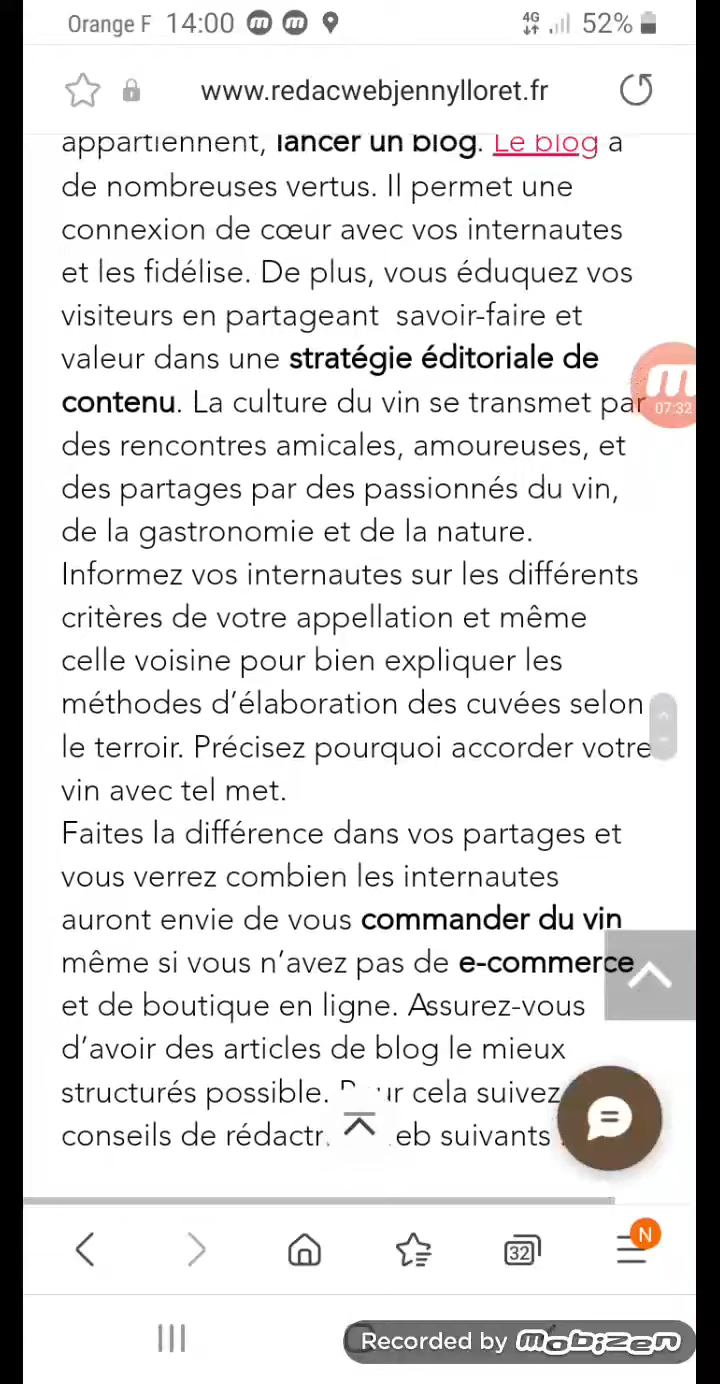 Orange F 14:00 4G 52%
www.redacwebjennylloret.fr
appartiennent, lancer un blog. Le blog a
de nombreuses vertus. Il permet une
connexion de cœur avec vos internautes
et les fidélise. De plus, vous éduquez vos
visiteurs en partageant savoir-faire et
valeur dans une stratégie éditoriale de
contenu. La culture du vin se transmet par
07:32
des rencontres amicales, amoureuses, et
des partages par des passionnés du vin,
de la gastronomie et de la nature.
Informez vos internautes sur les différents
critères de votre appellation et même
celle voisine pour bien expliquer les
méthodes d'élaboration des cuvées selon
le terroir. Précisez pourquoi accorder votre
vin avec tel met.
Faites la différence dans vos partages et
vous verrez combien les internautes
auront envie de vous commander du vin
même si vous n'avez pas de e-commerce
et de boutique en ligne. Assurez-vous
d'avoir des articles de blog le mieux
structurés possible. cela suivez
conseils de suivants
32
N
Recorded by mobizen